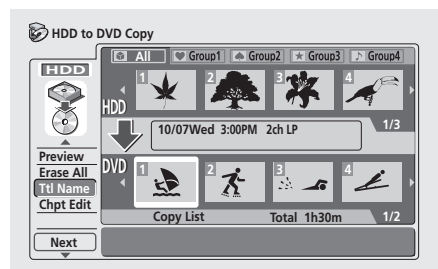 HDD to DVD Copy
All Group1 Group2 Group3 Group4
HDD
1 2 3 4
HDD
10/07Wed 3:00PM 2ch LP
1/3
Preview
Erase All
Ttl Name
Chpt Edit
DVD
1 2 3 4
Copy List Total 1h30m 1/2
Next